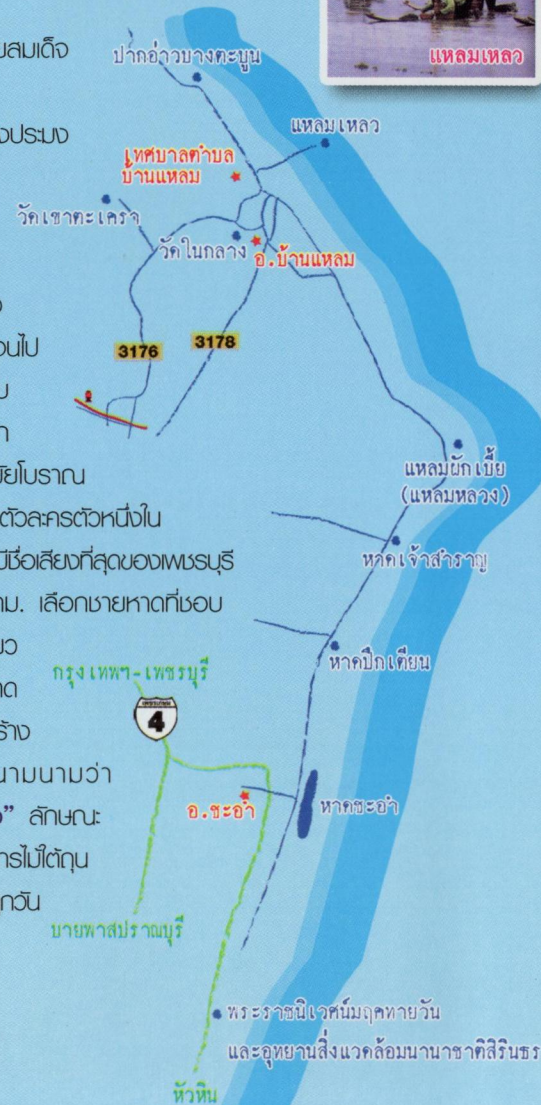 แหลมเหลว
ยสมเด็จ
ปากอ่าวบางตะบูน
งประมง
แหลมเหลว
เทศบาลตำบล
บ้านแหลม
วัดเขาตะเครา
วัดในกลาง
อ.บ้านแหลม
อนไป
3176
3178
ัยโบราณ
แหลมผักเบี้ย
(แหลมหลวง)
ตัวละครตัวหนึ่งใน
หาดเจ้าสำราญ
มีชื่อเสียงที่สุดของเพชรบุรี
าม. เลือกชายหาดที่ชอบ
ยว
หาดปึกเตียน
กรุงเทพฯ-เพชรบุรี
าด
4
ร้าง
นามนามว่า
อ.ชะอำ
หาดชะอำ
” ลักษณะ
ารไม้ใต้ถุน
ุกวัน
บายพาสปราณบุรี
พระราชนิเวศน์มฤคทายวัน
และอุทยานสิ่งแวดล้อมนานาชาติสิรินธร
หัวหิน